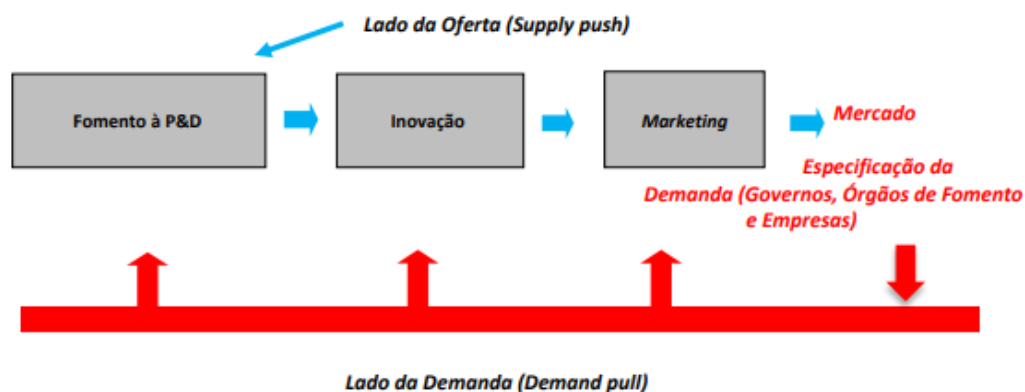 Lado da Oferta (Supply push)
Fomento à P&D
Inovação
Marketing
Mercado
Especificação da
Demanda (Governos, Órgãos de Fomento
e Empresas)
Lado da Demanda (Demand pull)